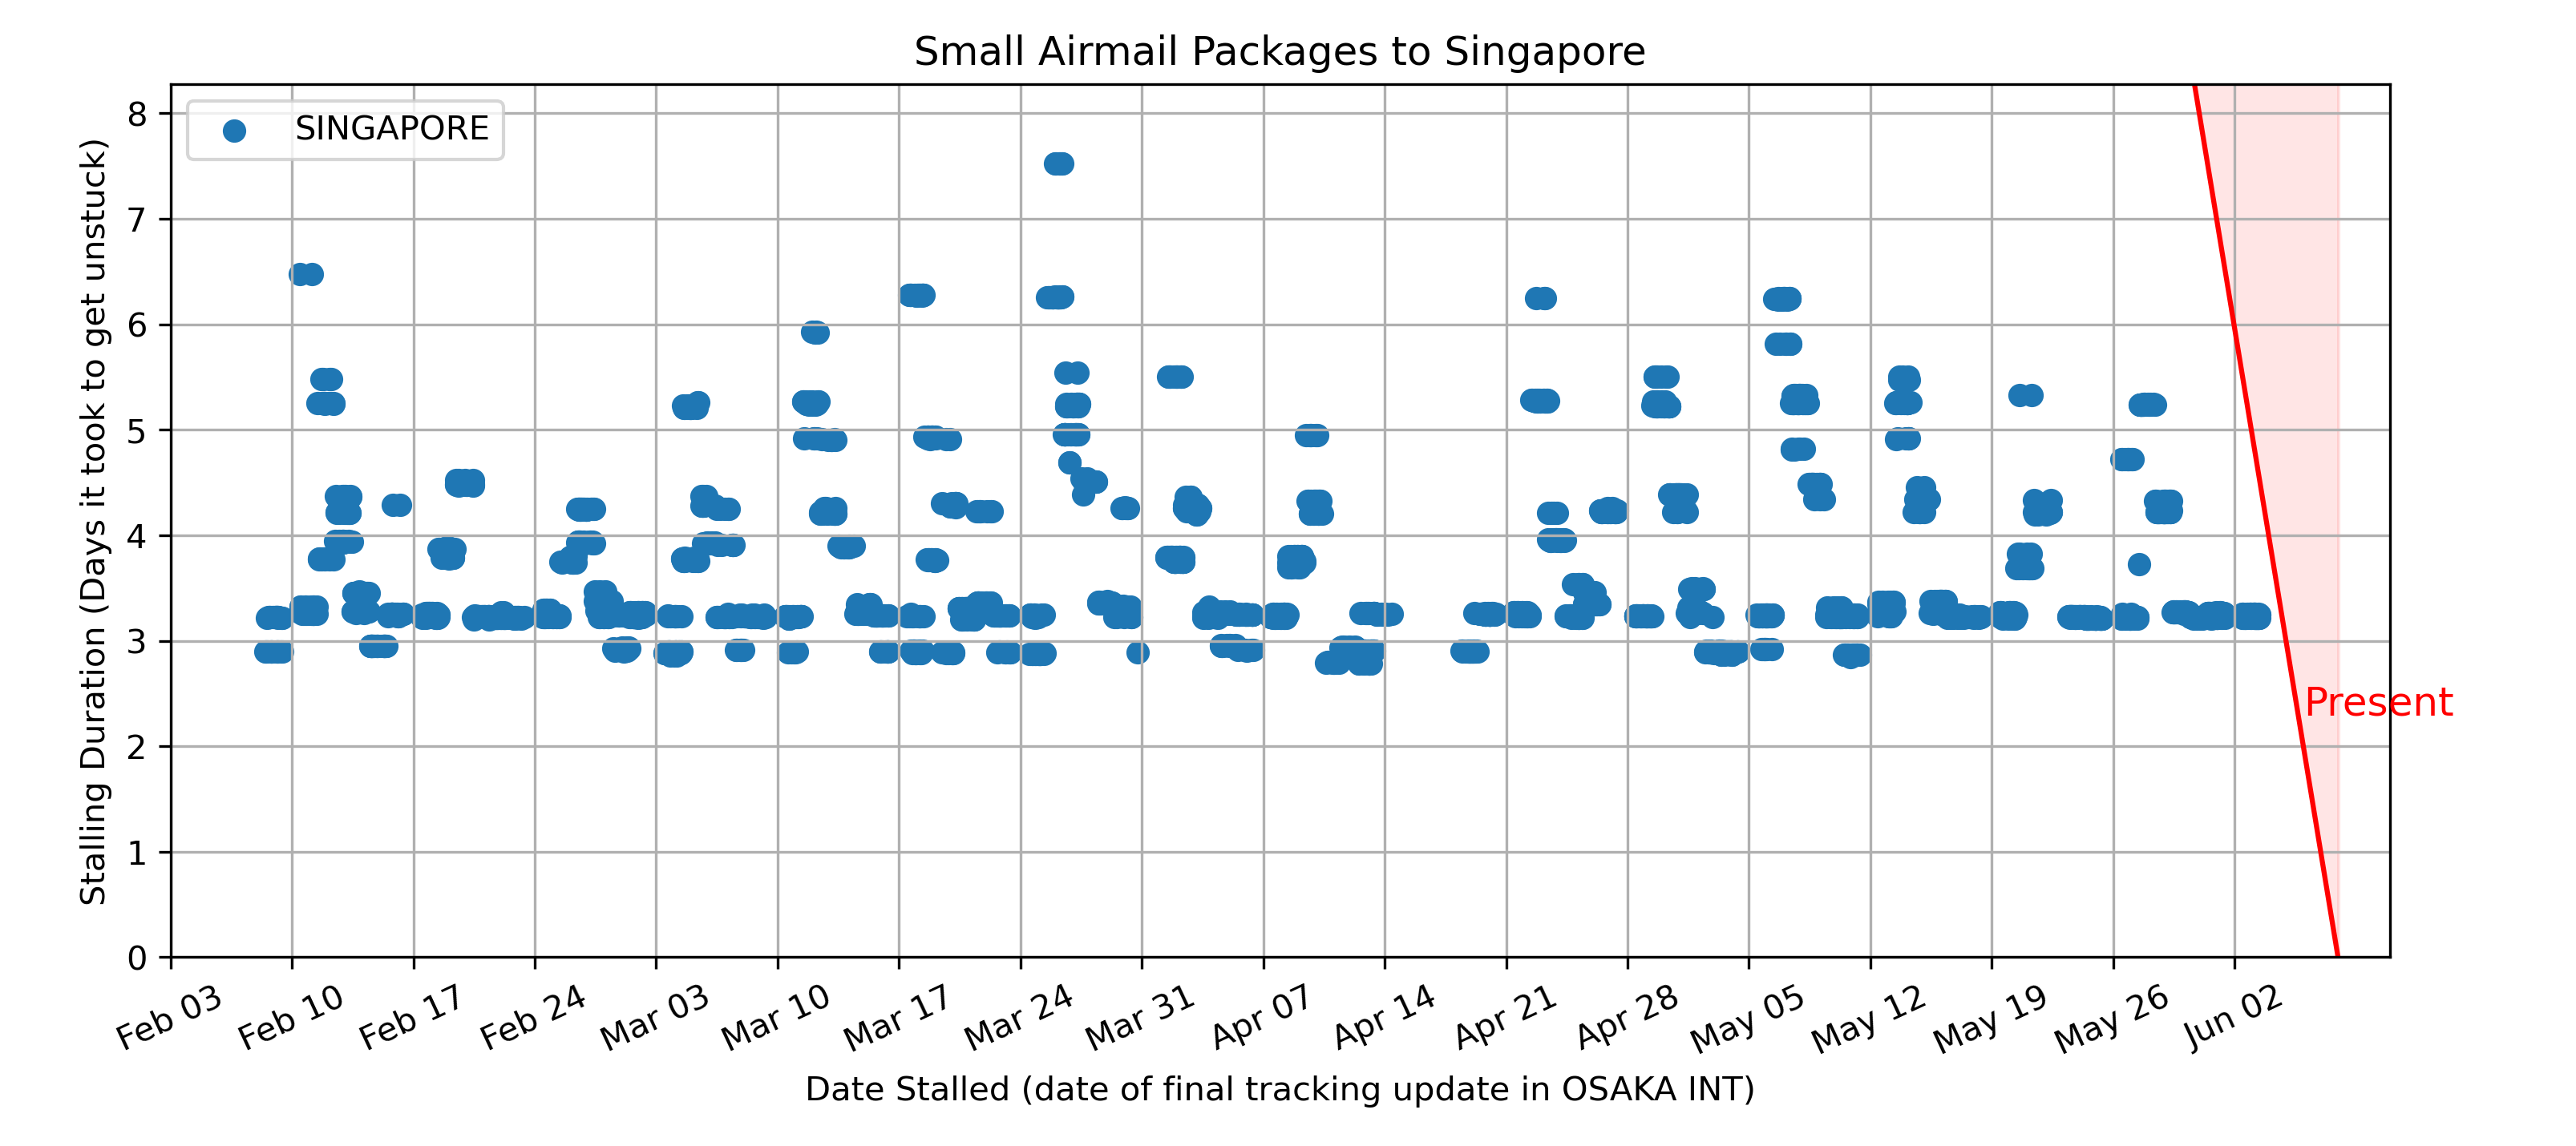 Small Airmail Packages to Singapore
SINGAPORE
Stalling Duration (Days it took to get unstuck)
8
7
6
5
4
3
2
1
0
Present
Feb 03
Feb 10
Feb 17
Feb 24
Mar 03
Mar 10
Mar 17
Mar 24
Mar 31
Apr 07
Apr 14
Apr 21
Apr 28
May 05
May 12
May 19
May 26
Jun 02
Date Stalled (date of final tracking update in OSAKA INT)